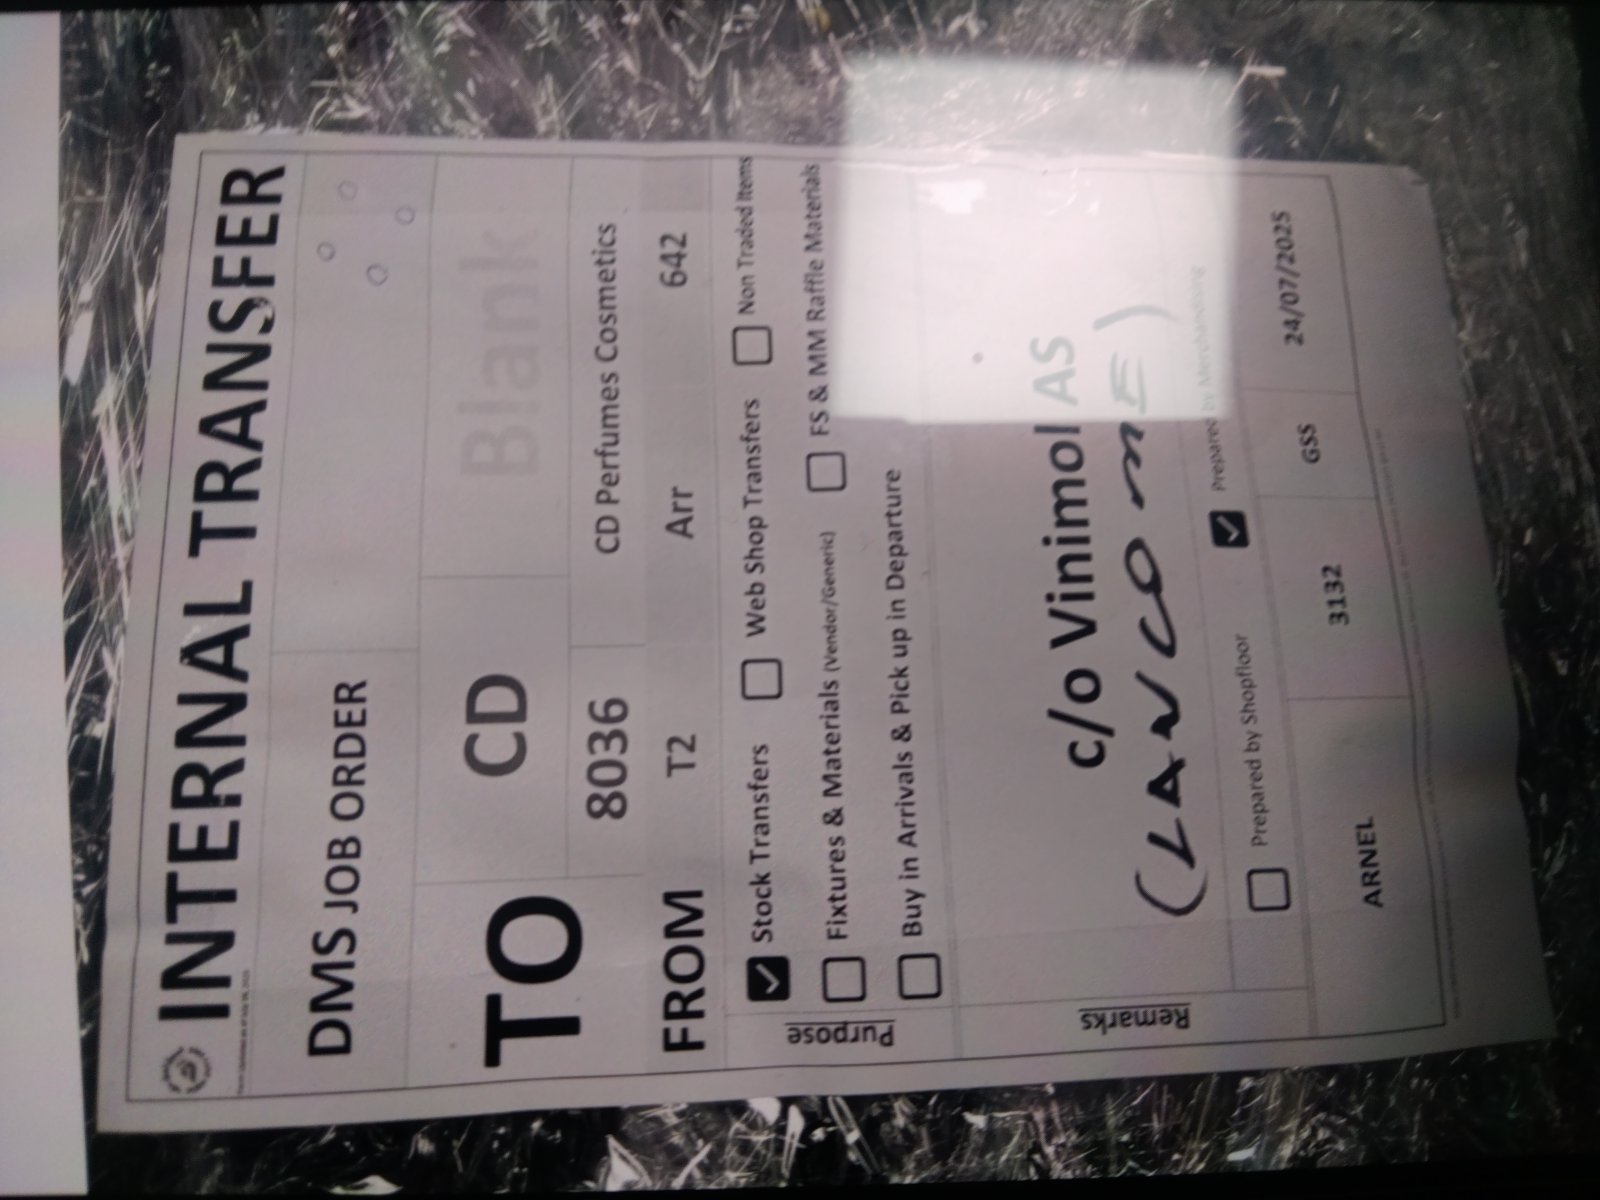 INTERNAL TRANSFER
DMS JOB ORDER
TO CD Blank
8036 CD Perfumes Cosmetics
FROM T2 Arr 642
Purpose
Stock Transfers Web Shop Transfers Non Traded Items
Fixtures & Materials (Vendor/Generic) FS & MM Raffle Materials
Buy in Arrivals & Pick up in Departure
Remarks
c/o Vinimol AS
(LANCOME)
Prepared by Shopfloor Prepared by Merchandising
ARNEL 3132 GSS 24/07/2025